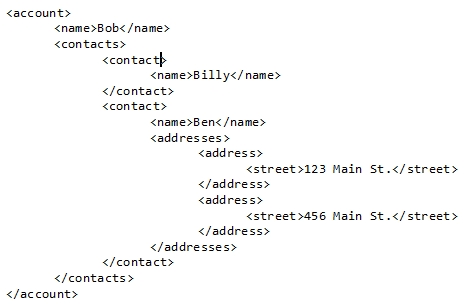 <account>
<name>Bob</name>
<contacts>
<contact>
<name>Billy</name>
</contact>
<contact>
<name>Ben</name>
<addresses>
<address>
<street>123 Main St.</street>
</address>
<address>
<street>456 Main St.</street>
</address>
</addresses>
</contact>
</contacts>
</account>